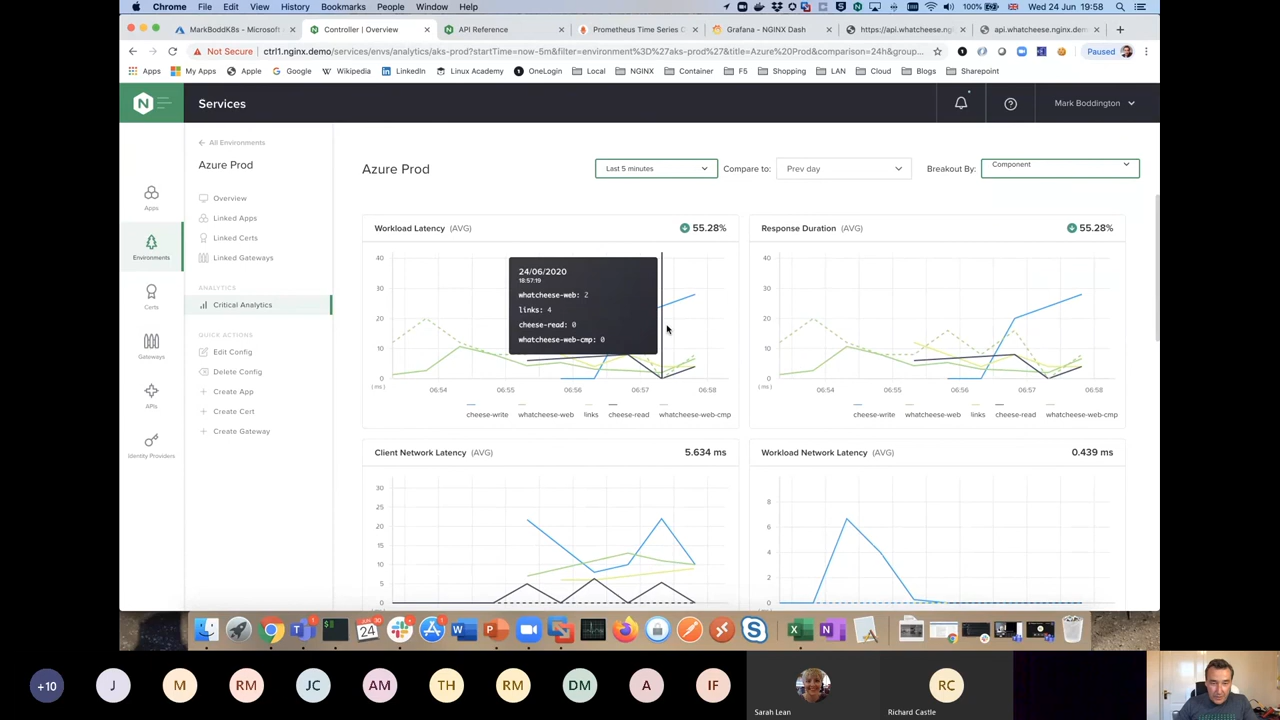 Chrome File Edit View History Bookmarks People Window Help 100% Wed 24 Jun 19:58
MarkBoddK8s - Microsoft
Controller | Overview
API Reference
Prometheus Time Series C
Grafana - NGINX Dash
https://api.whatcheese.ng
api.whatcheese.nginx.dem
Not Secure ctrl1.nginx.demo/services/envs/analytics/aks-prod?startTime=now-5m&filter=environment%3D%27aks-prod%27&title=Azure%20Prod&comparison=24h&group... Paused
Apps My Apps Apple Google Wikipedia LinkedIn Linux Academy OneLogin Local NGINX Container F5 Shopping LAN Cloud Blogs Sharepoint
N Services Mark Boddington
All Environments
Azure Prod
Overview
Linked Apps
Linked Certs
Linked Gateways
ANALYTICS
Critical Analytics
QUICK ACTIONS
Edit Config
Delete Config
Create App
Create Cert
Create Gateway
Apps
Environments
Certs
Gateways
APIs
Identity Providers
Azure Prod
Last 5 minutes Compare to: Prev day Breakout By: Component
Workload Latency (AVG) 55.28%
40
30
20
10
0
(ms)
06:54 06:55 06:56 06:57 06:58
cheese-write whatcheese-web links cheese-read whatcheese-web-cmp
24/06/2020
18:57:19
whatcheese-web: 2
links: 4
cheese-read: 0
whatcheese-web-cmp: 0
Response Duration (AVG) 55.28%
40
30
20
10
0
(ms)
06:54 06:55 06:56 06:57 06:58
cheese-write whatcheese-web links cheese-read whatcheese-web-cmp
Client Network Latency (AVG) 5.634 ms
30
25
20
15
10
5
0
Workload Network Latency (AVG) 0.439 ms
8
6
4
2
0
24
+10 J M RM JC AM TH RM DM A IF RC
Sarah Lean Richard Castle